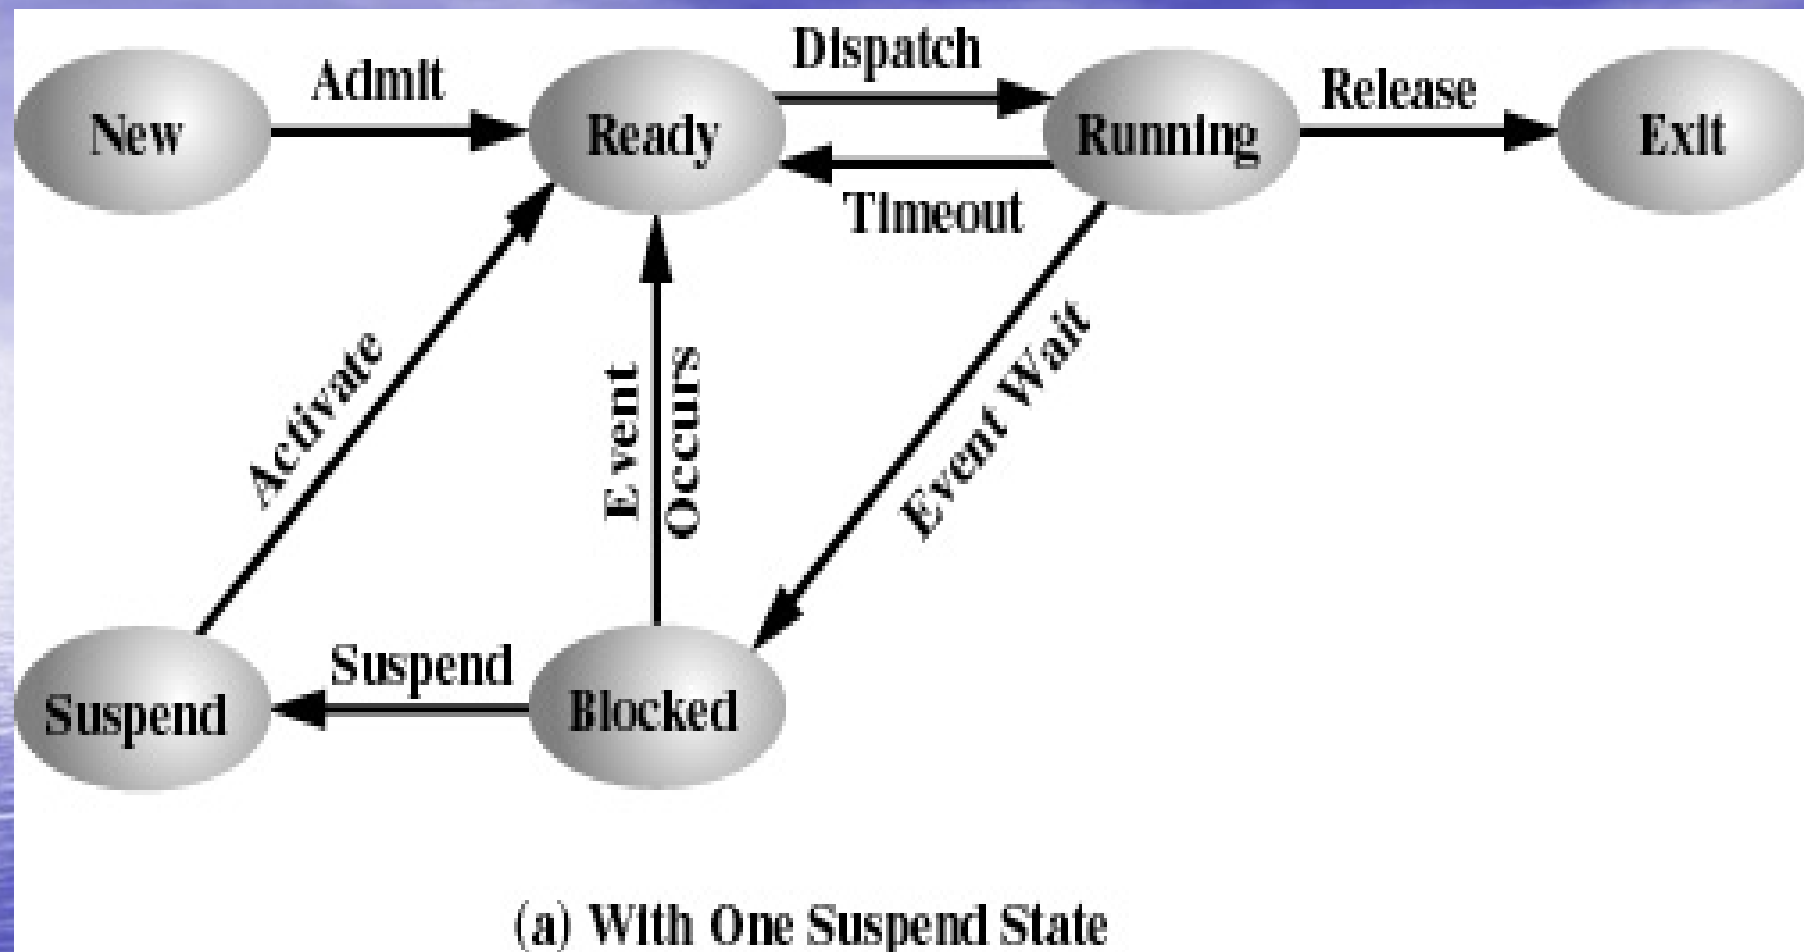 Dispatch
Admit
Release
New
Ready
Running
Exit
Timeout
Activate
Event
Occurs
Event Wait
Suspend
Suspend
Blocked
(a) With One Suspend State